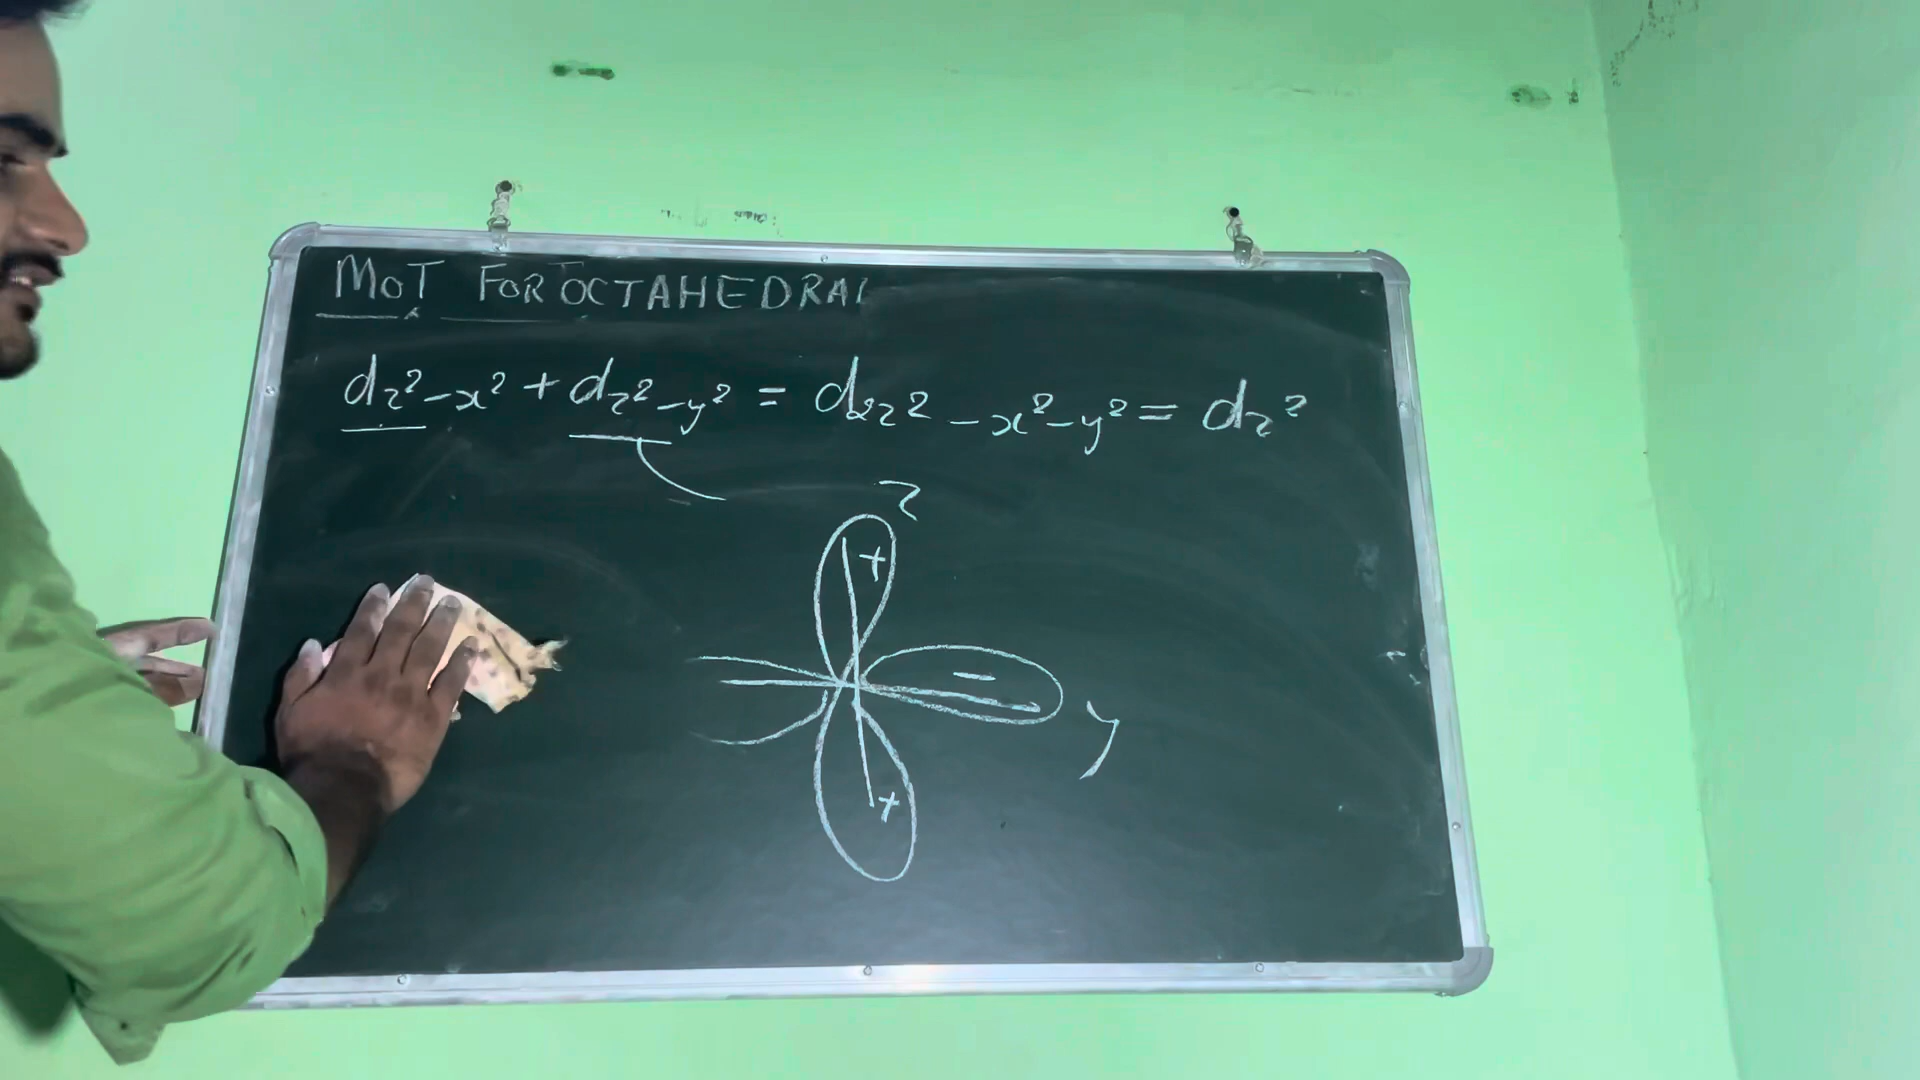 MOT FOR OCTAHEDRAL
dz²-x² + dz²-y² = d2z²-x²-y² = dz²
z
+
-
y
+